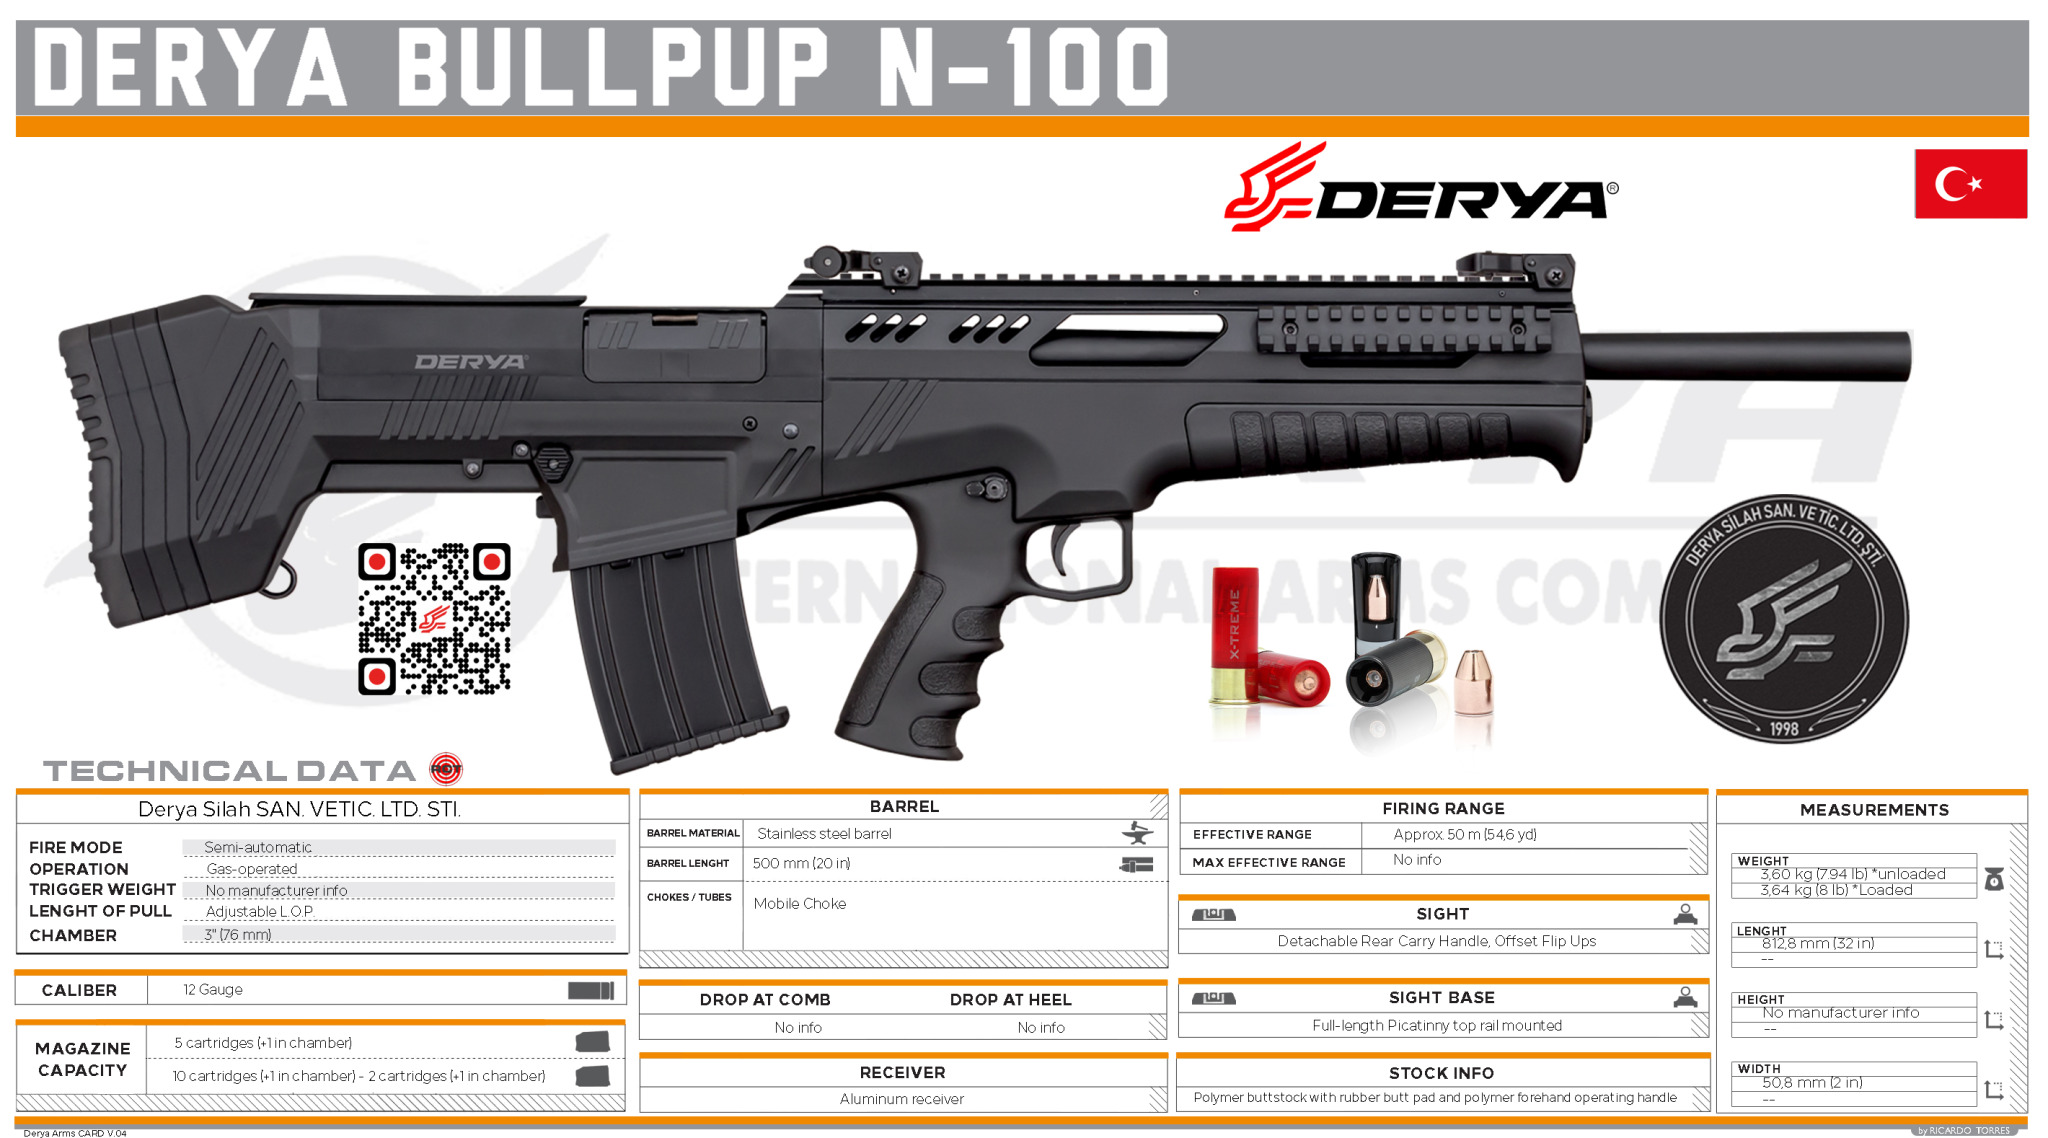 DERYA BULLPUP N-100
DERYA®
DERYA
X-TREME
DERYA SİLAH SAN. VE TİC. LTD. ŞTİ.
1998
TERNATIONAL ARMS COM
TECHNICAL DATA
Derya Silah SAN. VETIC. LTD. STI.
FIRE MODE Semi-automatic
OPERATION Gas-operated
TRIGGER WEIGHT No manufacturer info
LENGHT OF PULL Adjustable L.O.P.
CHAMBER 3" (76 mm)
CALIBER 12 Gauge
MAGAZINE CAPACITY
5 cartridges (+1 in chamber)
10 cartridges (+1 in chamber) - 2 cartridges (+1 in chamber)
BARREL
BARREL MATERIAL Stainless steel barrel
BARREL LENGHT 500 mm (20 in)
CHOKES / TUBES Mobile Choke
DROP AT COMB DROP AT HEEL
No info No info
RECEIVER
Aluminum receiver
FIRING RANGE
EFFECTIVE RANGE Approx. 50 m (54,6 yd)
MAX EFFECTIVE RANGE No info
SIGHT
Detachable Rear Carry Handle, Offset Flip Ups
SIGHT BASE
Full-length Picatinny top rail mounted
STOCK INFO
Polymer buttstock with rubber butt pad and polymer forehand operating handle
MEASUREMENTS
WEIGHT
3,60 kg (7.94 lb) *unloaded
3,64 kg (8 lb) *Loaded
LENGHT
812,8 mm (32 in)
--
HEIGHT
No manufacturer info
--
WIDTH
50,8 mm (2 in)
--
Derya Arms CARD V.04
by RICARDO TORRES